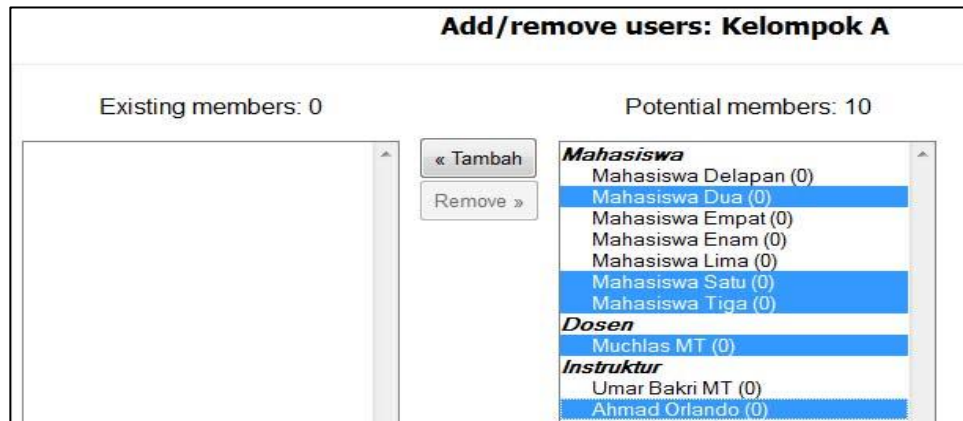 Add/remove users: Kelompok A
Existing members: 0
Potential members: 10
« Tambah
Remove »
Mahasiswa
Mahasiswa Delapan (0)
Mahasiswa Dua (0)
Mahasiswa Empat (0)
Mahasiswa Enam (0)
Mahasiswa Lima (0)
Mahasiswa Satu (0)
Mahasiswa Tiga (0)
Dosen
Muchlas MT (0)
Instruktur
Umar Bakri MT (0)
Ahmad Orlando (0)